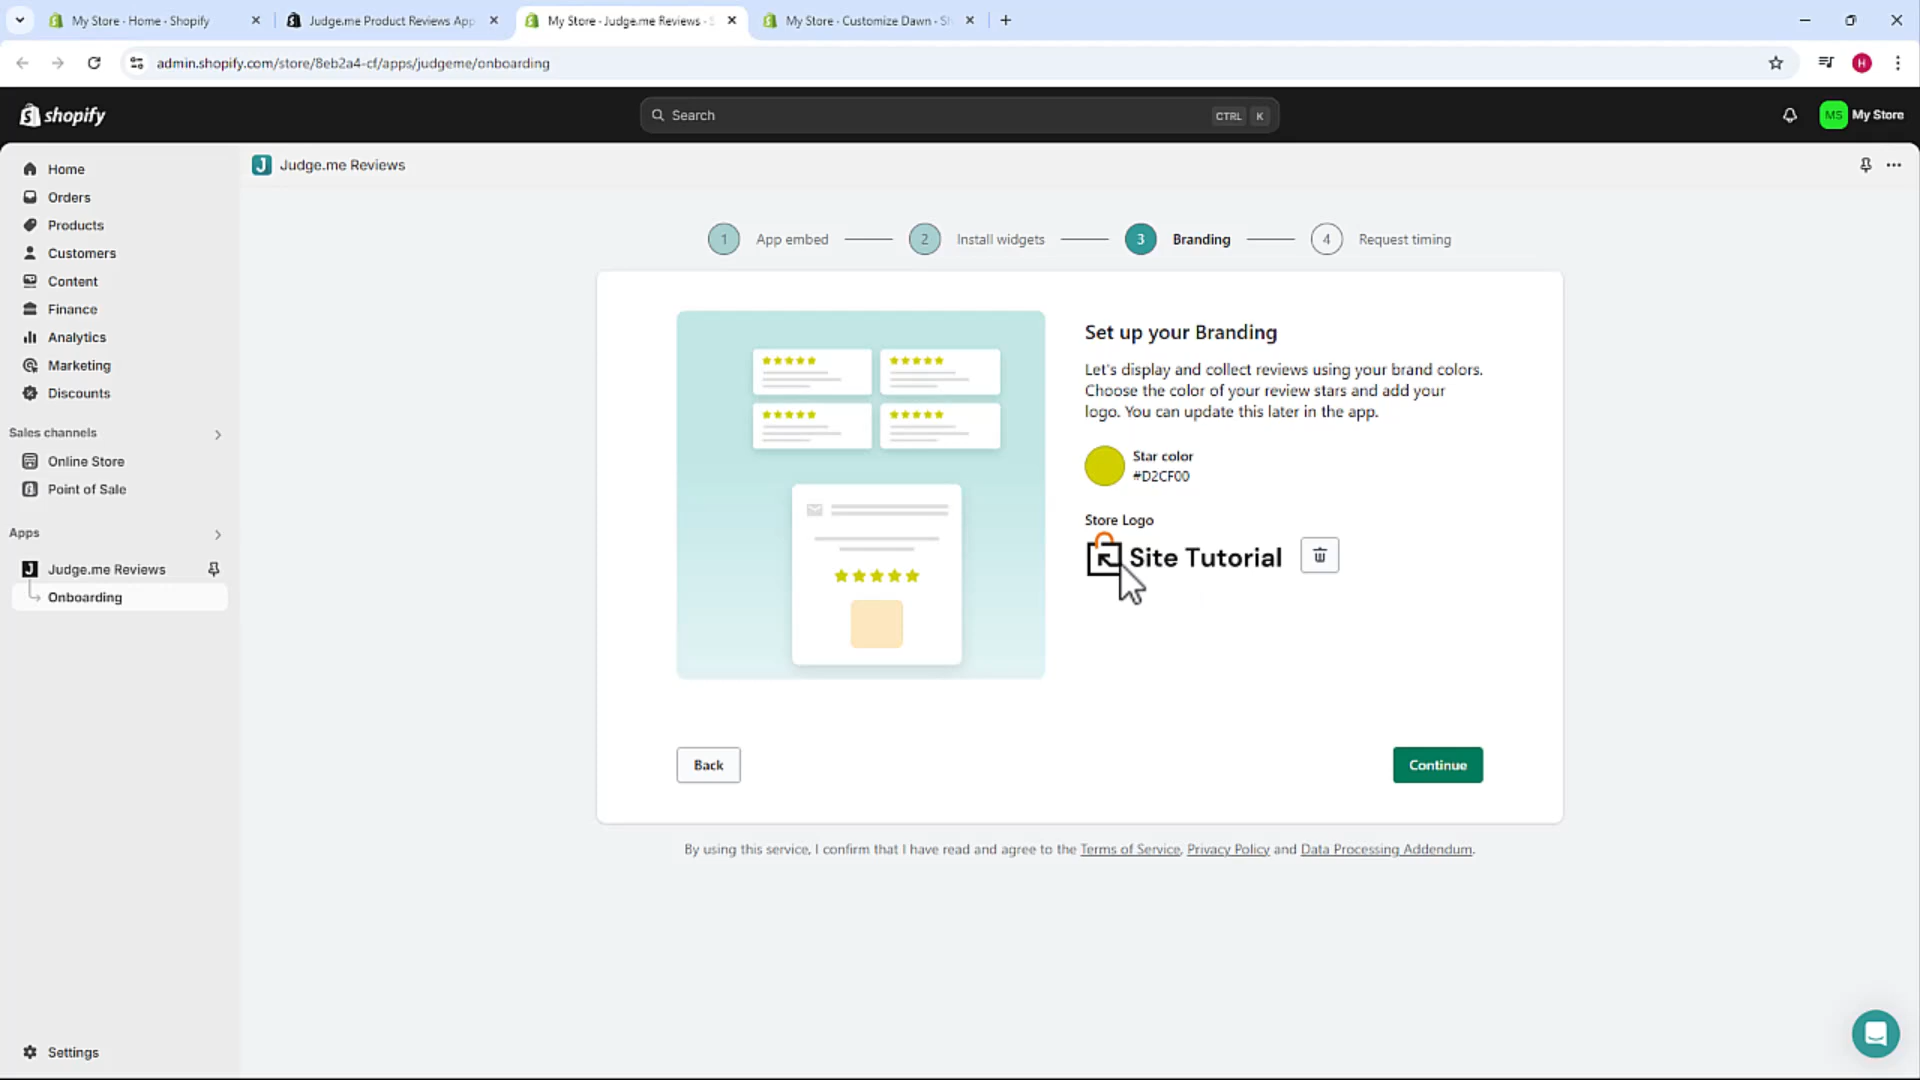 My Store · Home · Shopify
Judge.me Product Reviews App
My Store · Judge.me Reviews · S
My Store · Customize Dawn · Sh
admin.shopify.com/store/8eb2a4-cf/apps/judgeme/onboarding
H
shopify
Search
CTRL K
MS My Store
Home
Orders
Products
Customers
Content
Finance
Analytics
Marketing
Discounts
Sales channels
Online Store
Point of Sale
Apps
Judge.me Reviews
Onboarding
Settings
J Judge.me Reviews
1 App embed
2 Install widgets
3 Branding
4 Request timing
Set up your Branding
Let's display and collect reviews using your brand colors.
Choose the color of your review stars and add your
logo. You can update this later in the app.
Star color
#D2CF00
Store Logo
Site Tutorial
Back
Continue
By using this service, I confirm that I have read and agree to the Terms of Service, Privacy Policy and Data Processing Addendum.